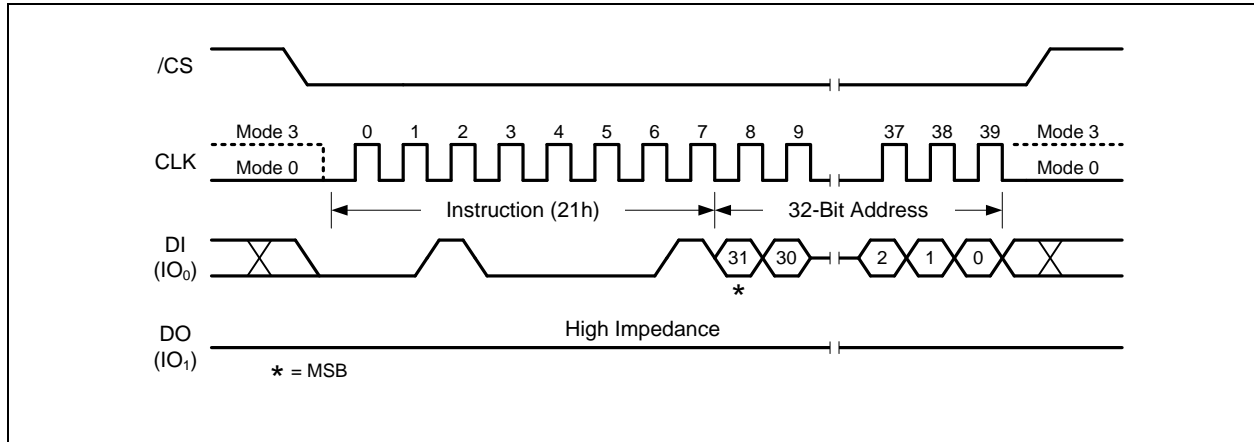 /CS
Mode 3 0 1 2 3 4 5 6 7 8 9 37 38 39 Mode 3
CLK
Mode 0 Mode 0
Instruction (21h) 32-Bit Address
DI
(IO₀)
31 30 2 1 0
*
High Impedance
DO
(IO₁)
* = MSB